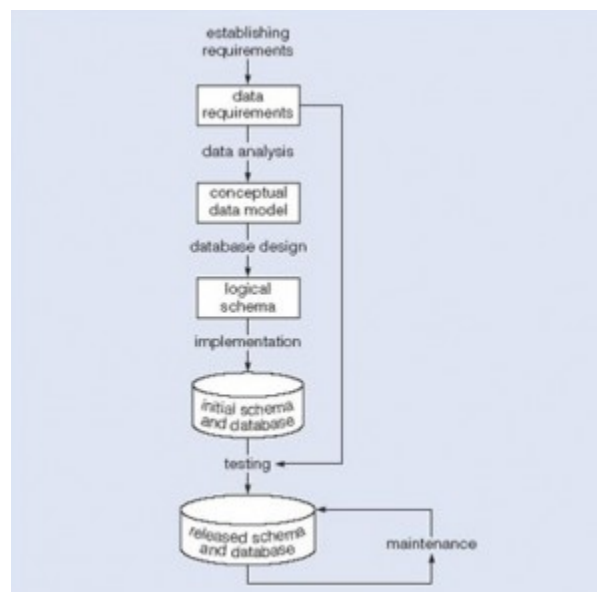 establishing
requirements
data
requirements
data analysis
conceptual
data model
database design
logical
schema
implementation
initial schema
and database
testing
released schema
and database
maintenance